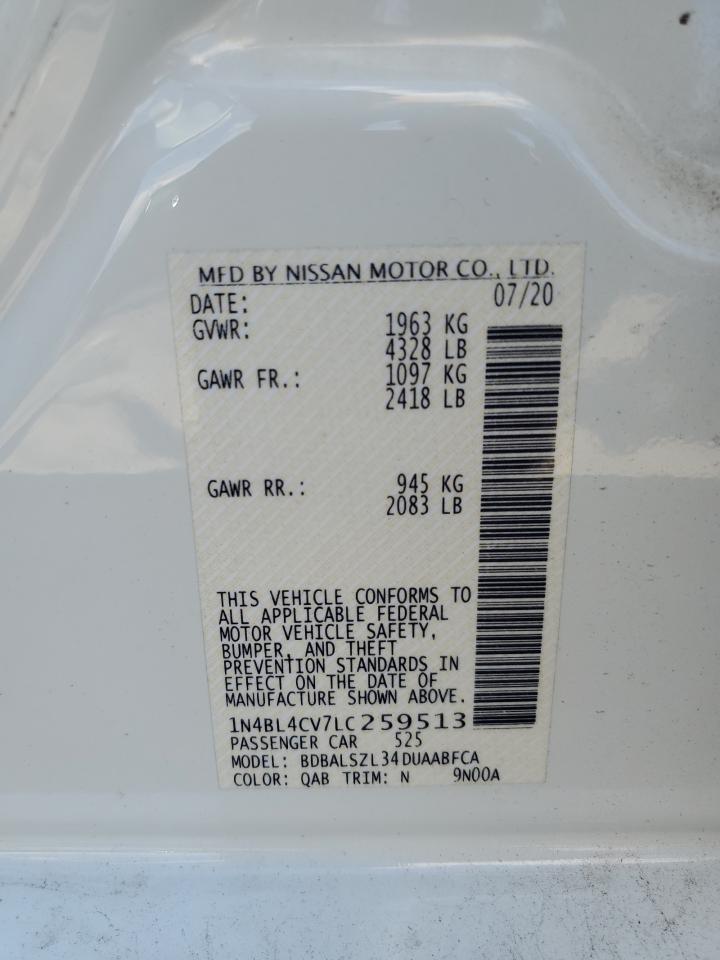 MFD BY NISSAN MOTOR CO., LTD.
DATE: 07/20
GVWR: 1963 KG
4328 LB
GAWR FR.: 1097 KG
2418 LB
GAWR RR.: 945 KG
2083 LB
THIS VEHICLE CONFORMS TO
ALL APPLICABLE FEDERAL
MOTOR VEHICLE SAFETY,
BUMPER, AND THEFT
PREVENTION STANDARDS IN
EFFECT ON THE DATE OF
MANUFACTURE SHOWN ABOVE.
1N4BL4CV7LC259513
PASSENGER CAR 525
MODEL: BDBALSZL34DUAABFCA
COLOR: QAB TRIM: N 9N00A